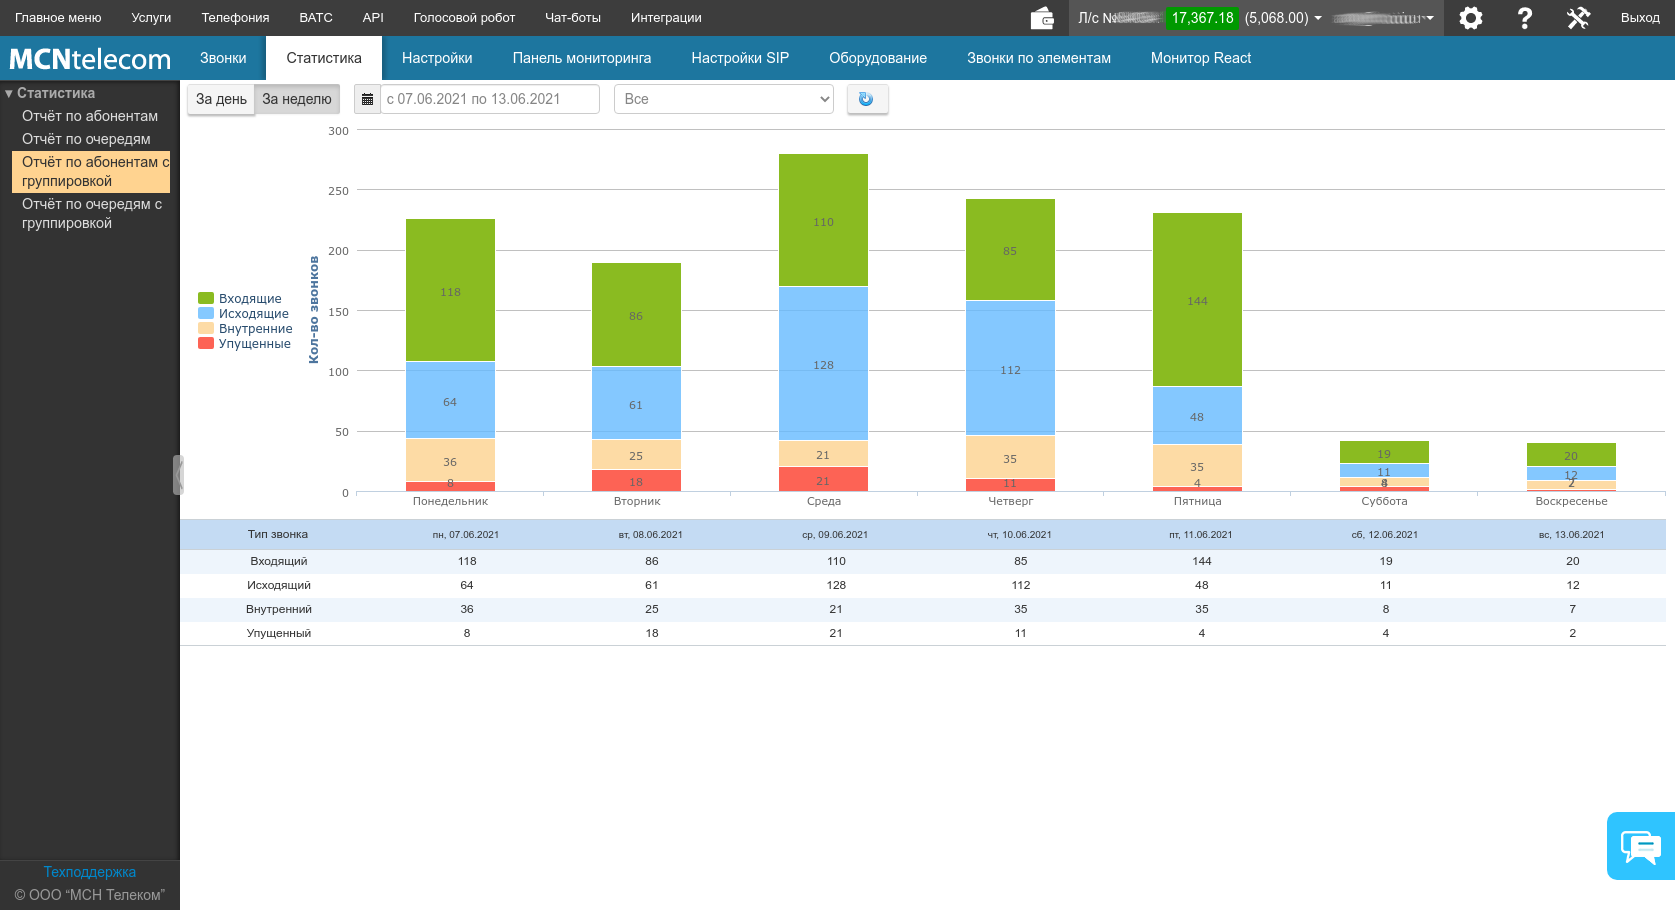 Главное меню Услуги Телефония ВАТС API Голосовой робот Чат-боты Интеграции Л/с № 17,367.18 (5,068.00) Выход
MCNtelecom Звонки Статистика Настройки Панель мониторинга Настройки SIP Оборудование Звонки по элементам Монитор React
▾ Статистика
Отчёт по абонентам
Отчёт по очередям
Отчёт по абонентам с
группировкой
Отчёт по очередям с
группировкой
Техподдержка
© ООО “МСН Телеком”
За день За неделю с 07.06.2021 по 13.06.2021 Все
Входящие
Исходящие
Внутренние
Упущенные
Кол-во звонков
300
250
200
150
100
50
0
118 64 36 8
86 61 25 18
110 128 21 21
85 112 35 11
144 48 35 4
19 11 8 4
20 12 7 2
Понедельник Вторник Среда Четверг Пятница Суббота Воскресенье
Тип звонка пн, 07.06.2021 вт, 08.06.2021 ср, 09.06.2021 чт, 10.06.2021 пт, 11.06.2021 сб, 12.06.2021 вс, 13.06.2021
Входящий 118 86 110 85 144 19 20
Исходящий 64 61 128 112 48 11 12
Внутренний 36 25 21 35 35 8 7
Упущенный 8 18 21 11 4 4 2